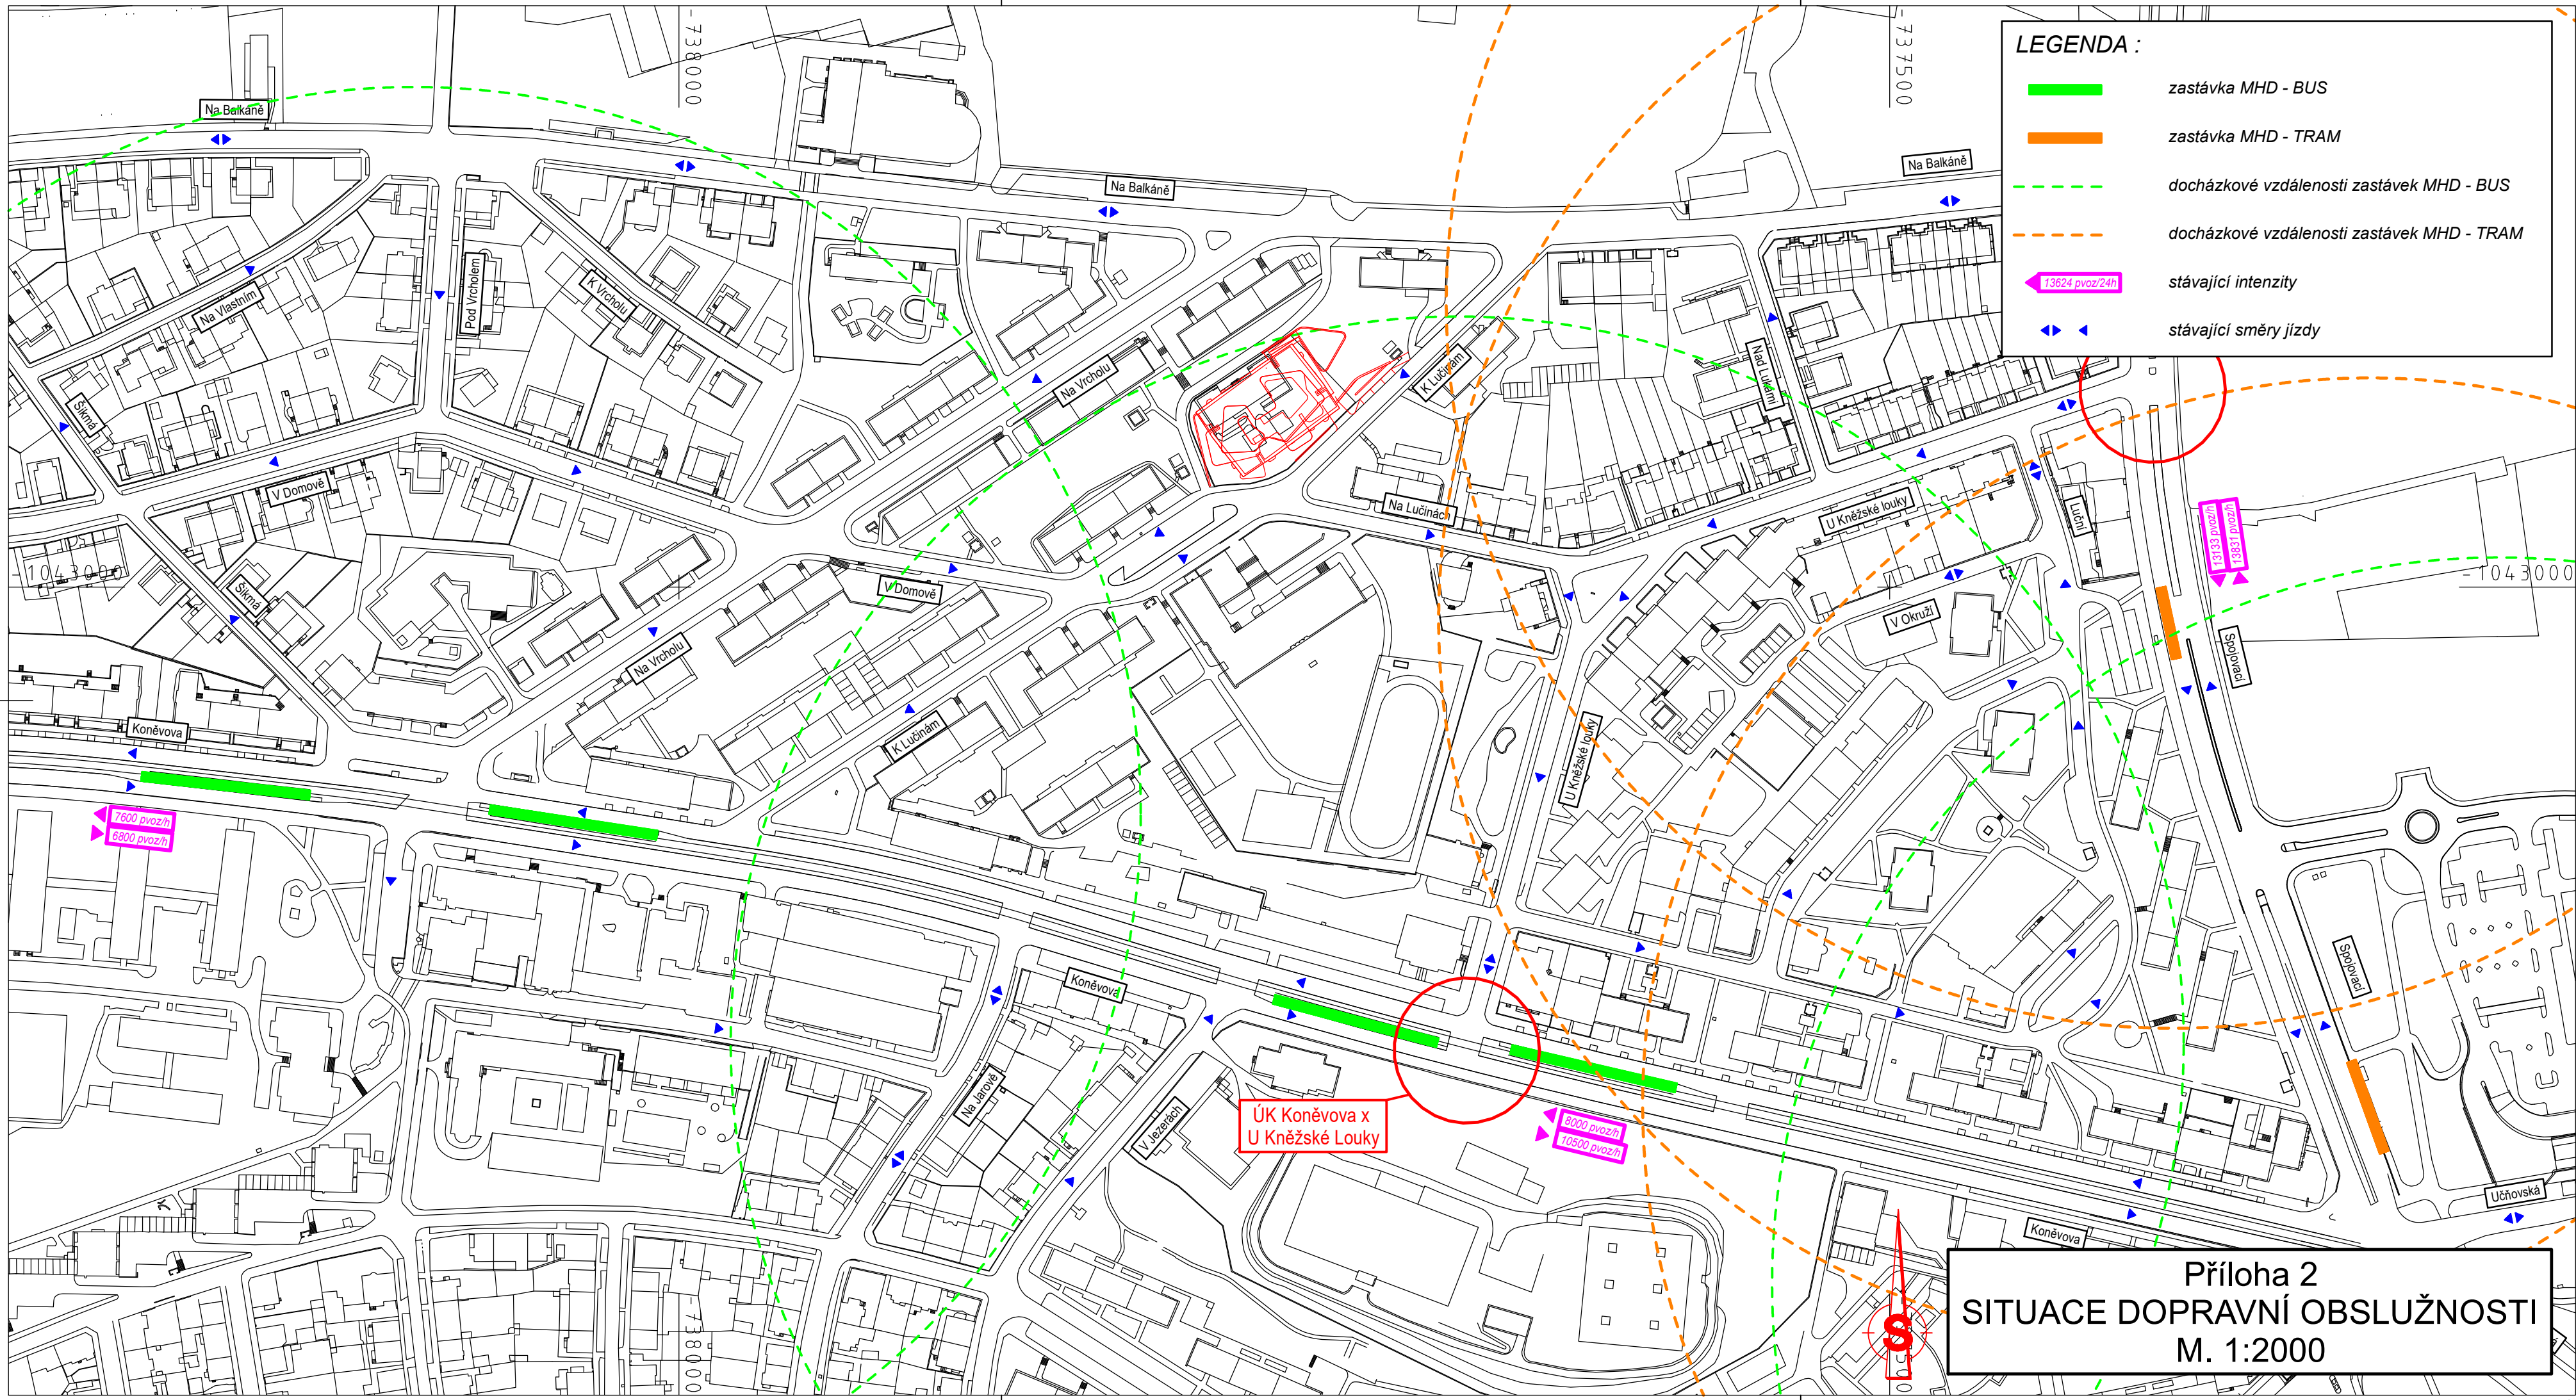 -738000
-737500
LEGENDA :
zastávka MHD - BUS
zastávka MHD - TRAM
docházkové vzdálenosti zastávek MHD - BUS
docházkové vzdálenosti zastávek MHD - TRAM
13624 pvoz/24h
stávající intenzity
stávající směry jízdy
Na Balkáně
Na Balkáně
Na Balkáně
Na Vlastním
Pod Vrcholem
K Vrcholu
Na Vrcholu
K Lučinám
Nad Lukami
Šikmá
V Domově
Na Lučinách
U Kněžské louky
Luční
13133 pvoz/h
13831 pvoz/h
-1043000
-1043000
Šikmá
V Domově
V Okruží
Na Vrcholu
Spojovací
Koněvova
K Lučinám
U Kněžské louky
7600 pvoz/h
6800 pvoz/h
Koněvova
Spojovací
Na Jarově
V Jezerách
ÚK Koněvova x
U Kněžské Louky
8000 pvoz/h
10500 pvoz/h
Učňovská
Koněvova
-738000
S
Příloha 2
SITUACE DOPRAVNÍ OBSLUŽNOSTI
M. 1:2000